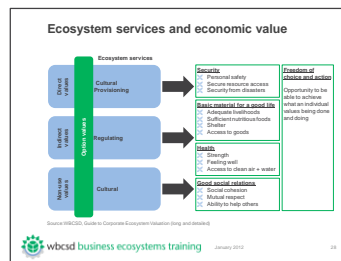 Ecosystem services and economic value
Ecosystem services
Direct values
Cultural
Provisioning
Indirect values
Regulating
Non-use values
Cultural
Option values
Security
Personal safety
Secure resource access
Security from disasters
Basic material for a good life
Adequate livelihoods
Sufficient nutritious foods
Shelter
Access to goods
Health
Strength
Feeling well
Access to clean air + water
Good social relations
Social cohesion
Mutual respect
Ability to help others
Freedom of
choice and action
Opportunity to be
able to achieve
what an individual
values being done
and doing
Source: WBCSD, Guide to Corporate Ecosystem Valuation (long and detailed)
wbcsd business ecosystems training
January 2012